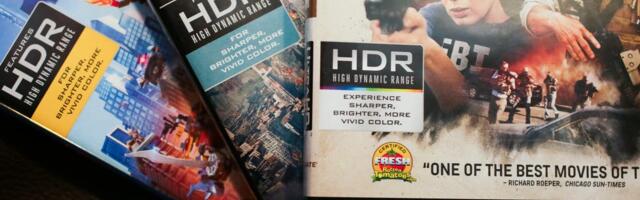 FEATURES
HDR
HIGH DYNAMIC RANGE
FOR
SHARPER,
BRIGHTER, MORE
VIVID COLOR.
HDR
HIGH DYNAMIC RANGE
FOR
SHARPER,
BRIGHTER, MORE
VIVID COLOR.
HDR
HIGH DYNAMIC RANGE
EXPERIENCE
SHARPER,
BRIGHTER, MORE
VIVID COLOR.
FBI
CERTIFIED
FRESH
Rotten
Tomatoes
“ONE OF THE BEST MOVIES OF T
– RICHARD ROEPER, CHICAGO SUN-TIMES